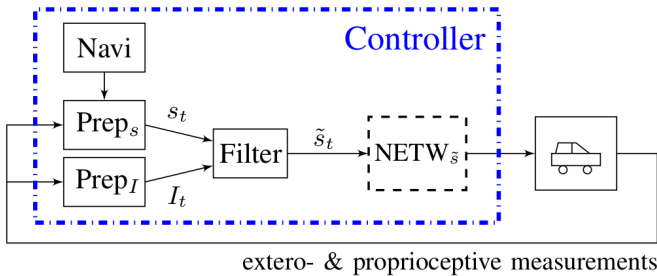 Controller
Navi
Prep_s
s_t
Prep_I
I_t
Filter
s̃_t
NETW_s̃
extero- & proprioceptive measurements